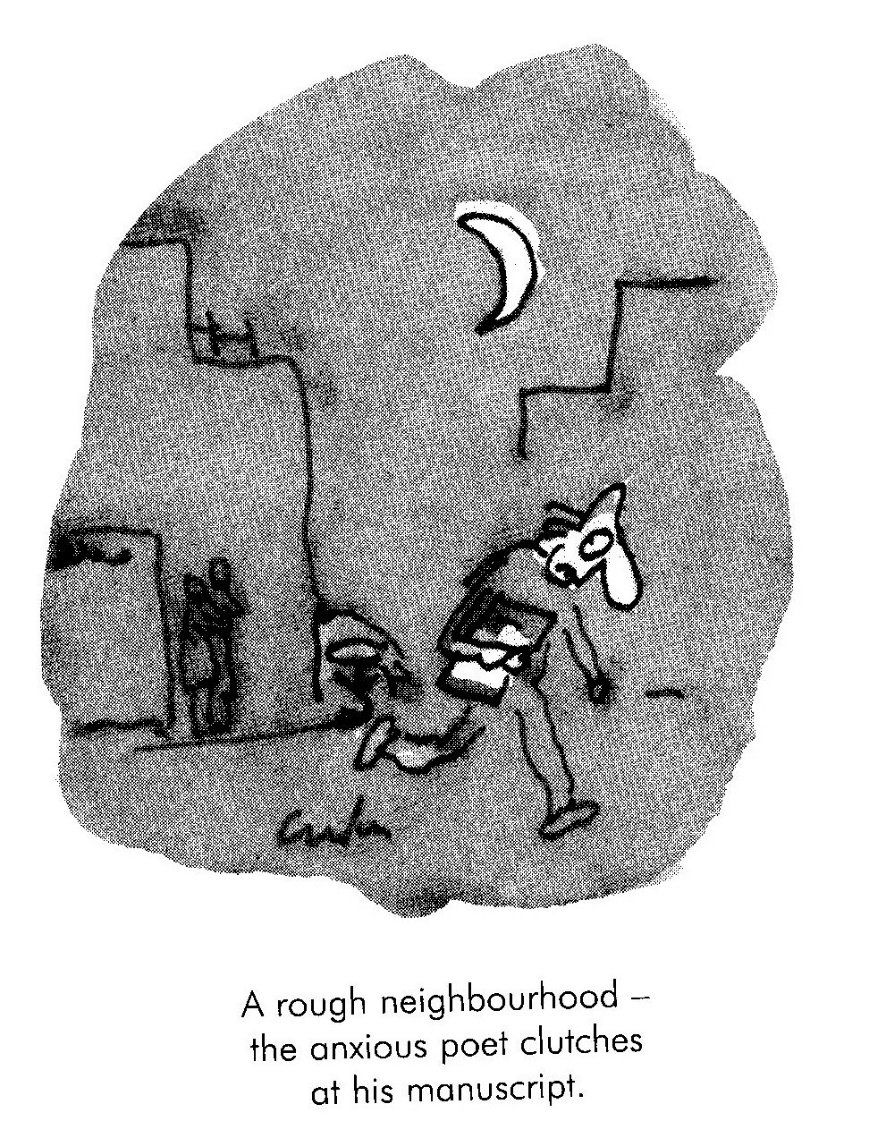 A rough neighbourhood –
the anxious poet clutches
at his manuscript.